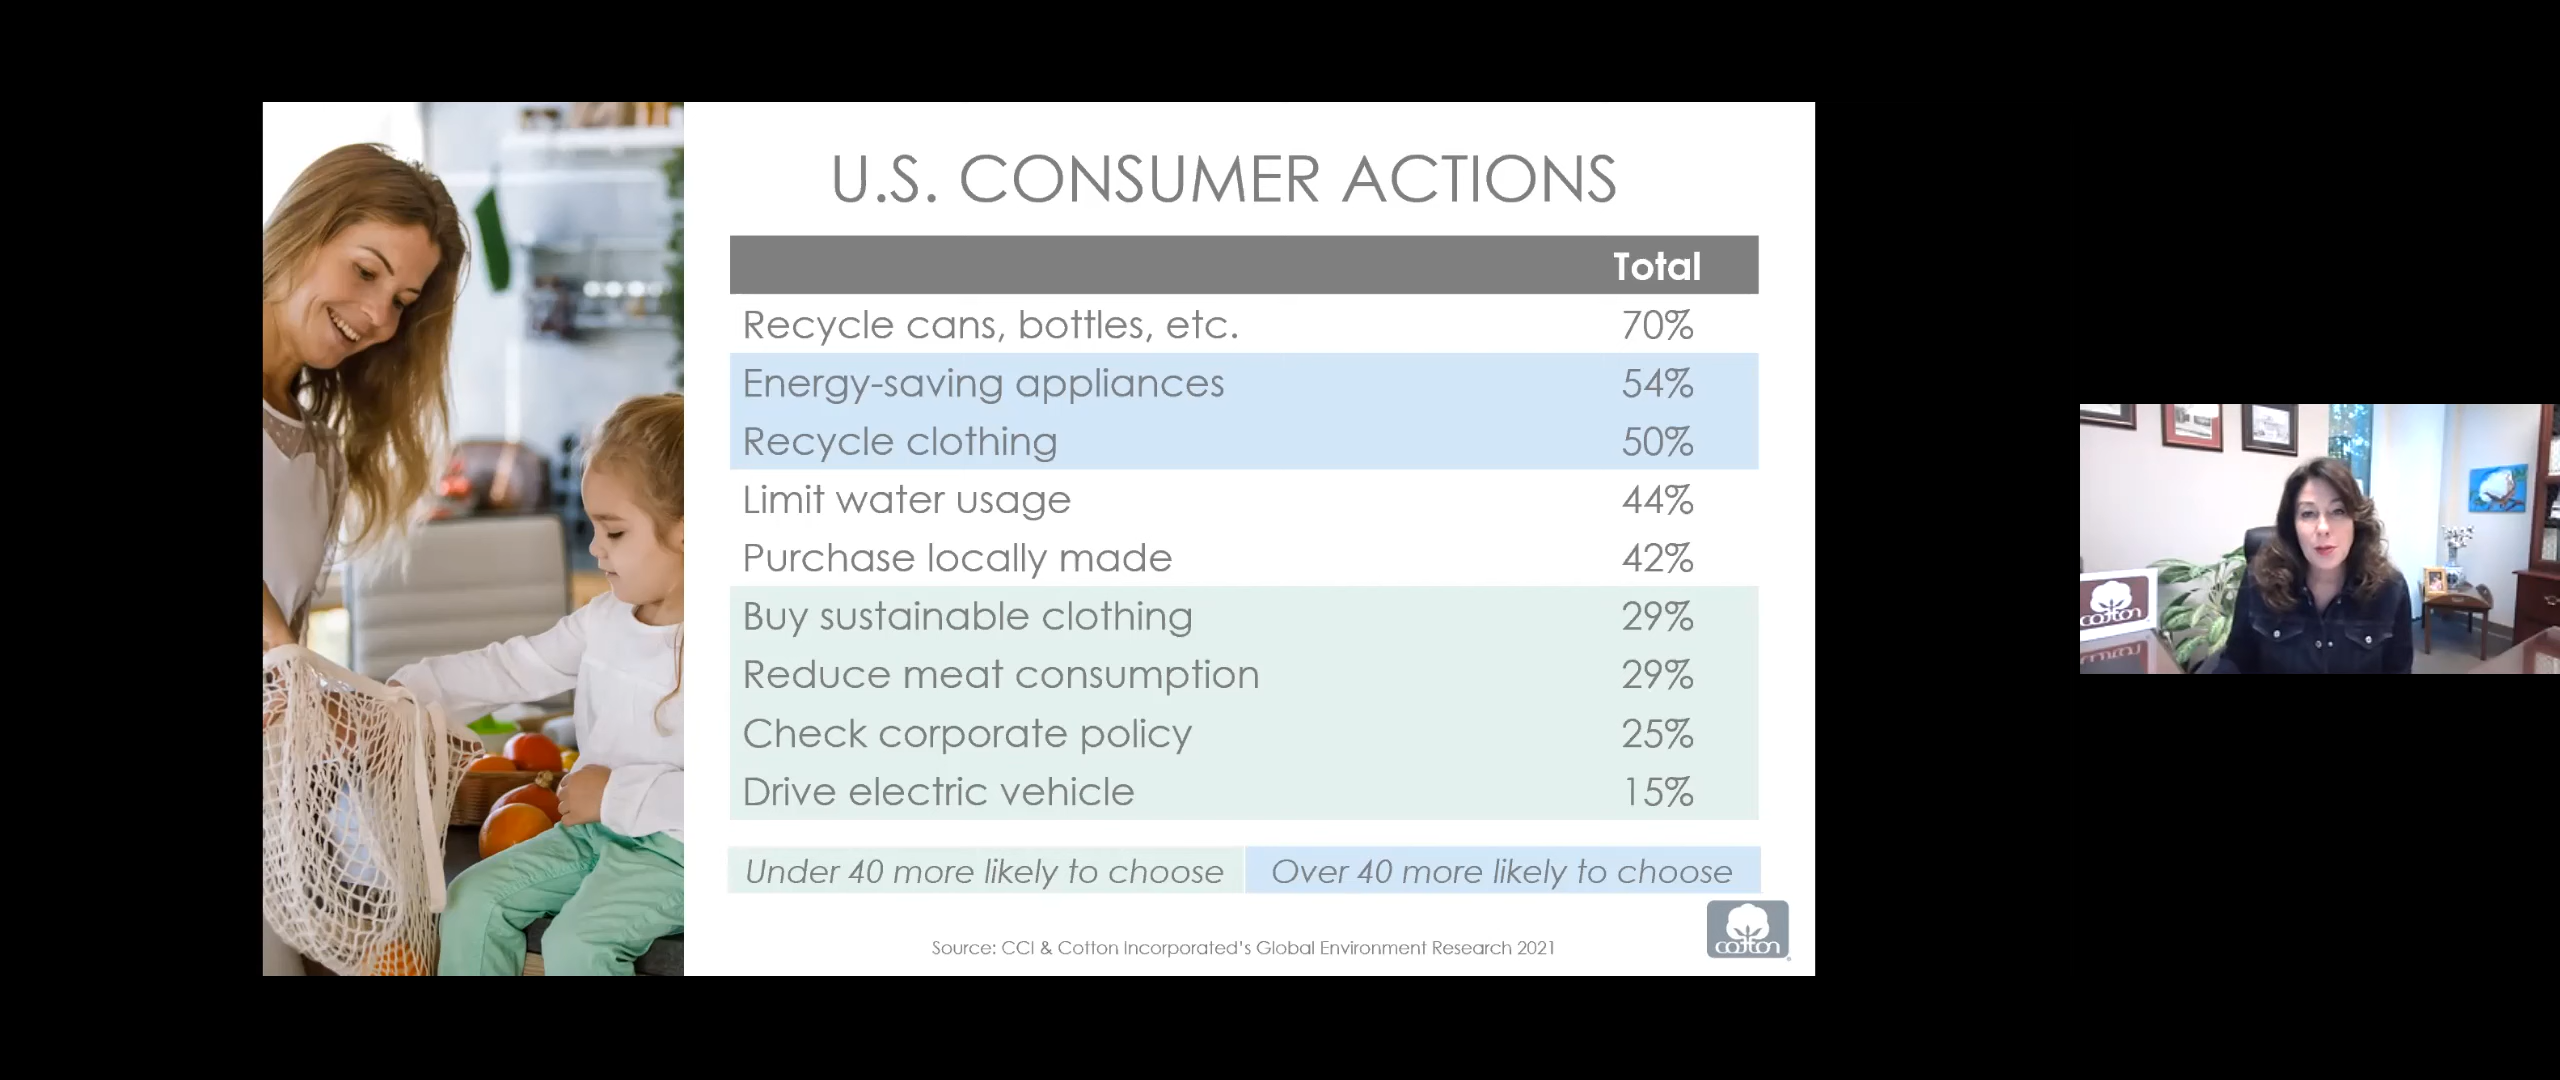 U.S. CONSUMER ACTIONS
Total
Recycle cans, bottles, etc. 70%
Energy-saving appliances 54%
Recycle clothing 50%
Limit water usage 44%
Purchase locally made 42%
Buy sustainable clothing 29%
Reduce meat consumption 29%
Check corporate policy 25%
Drive electric vehicle 15%
Under 40 more likely to choose Over 40 more likely to choose
Source: CCI & Cotton Incorporated's Global Environment Research 2021
cotton
cotton